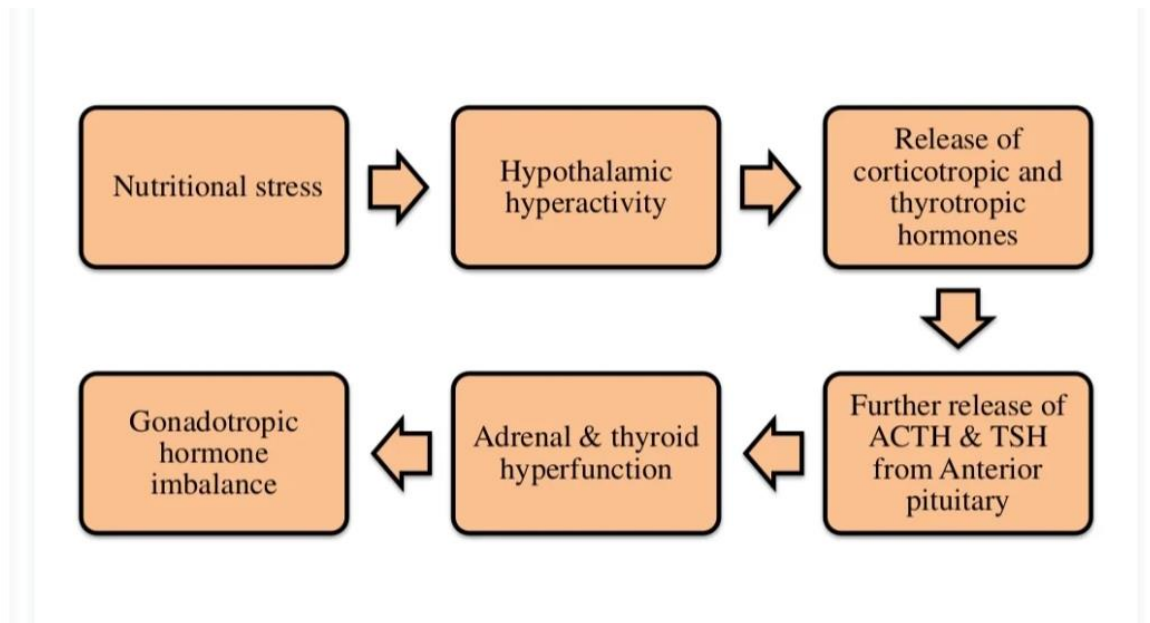 Nutritional stress
Hypothalamic
hyperactivity
Release of
corticotropic and
thyrotropic
hormones
Further release of
ACTH & TSH
from Anterior
pituitary
Adrenal & thyroid
hyperfunction
Gonadotropic
hormone
imbalance